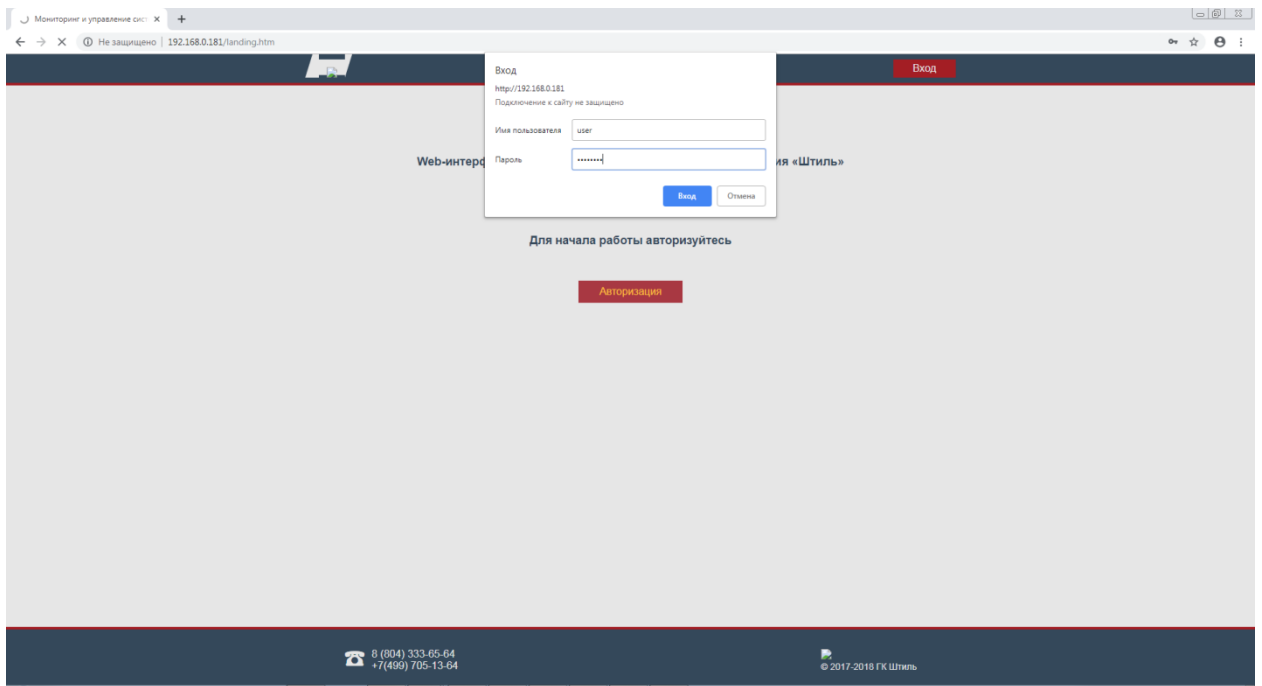 Мониторинг и управление сис
Не защищено | 192.168.0.181/landing.htm
Вход
Вход
http://192.168.0.181
Подключение к сайту не защищено
Имя пользователя user
Пароль ••••••••
Вход Отмена
Web-интерф
ия «Штиль»
Для начала работы авторизуйтесь
Авторизация
8 (804) 333-65-64
+7(499) 705-13-64
© 2017-2018 ГК Штиль